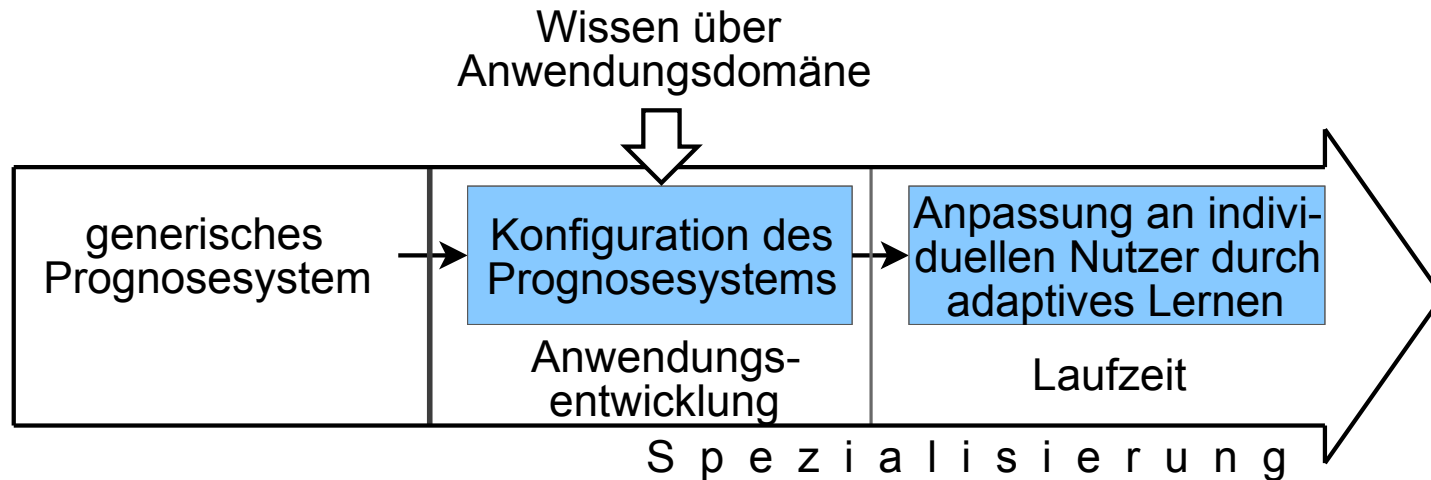 Wissen über
Anwendungsdomäne
generisches
Prognosesystem
Konfiguration des
Prognosesystems
Anwendungs-
entwicklung
Anpassung an indivi-
duellen Nutzer durch
adaptives Lernen
Laufzeit
Spezialisierung